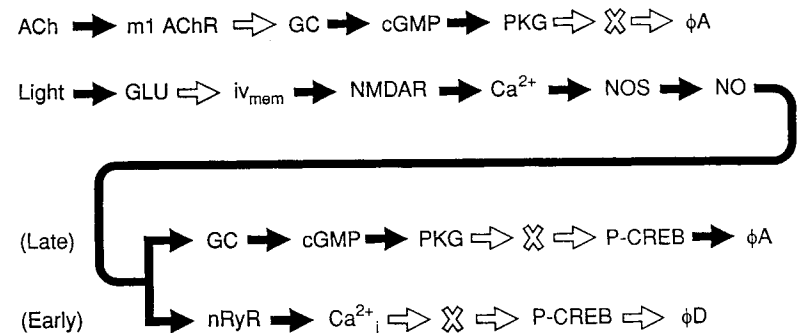 ACh m1 AChR GC cGMP PKG X ϕA
Light GLU iv_mem NMDAR Ca²⁺ NOS NO
(Late) GC cGMP PKG X P-CREB ϕA
(Early) nRyR Ca²⁺ᵢ X P-CREB ϕD